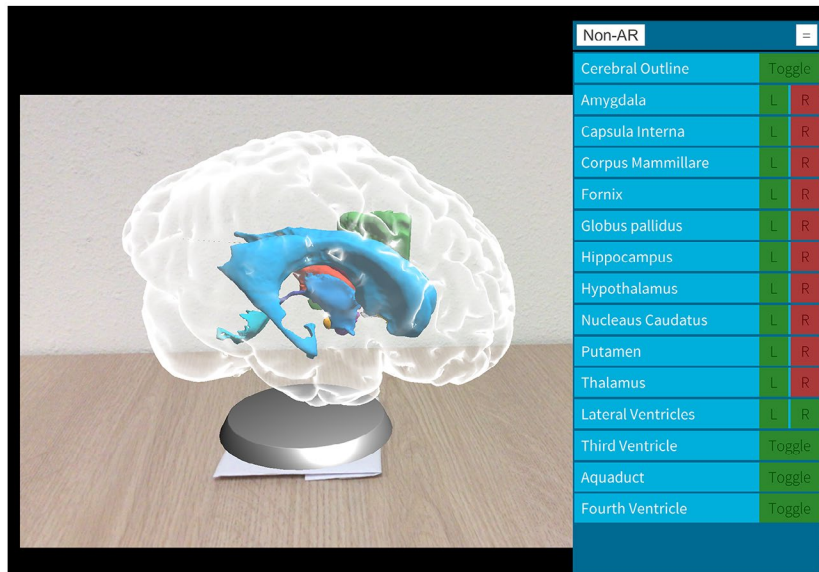 Non-AR =
Cerebral Outline Toggle
Amygdala L R
Capsula Interna L R
Corpus Mammillare L R
Fornix L R
Globus pallidus L R
Hippocampus L R
Hypothalamus L R
Nucleaus Caudatus L R
Putamen L R
Thalamus L R
Lateral Ventricles L R
Third Ventricle Toggle
Aquaduct Toggle
Fourth Ventricle Toggle